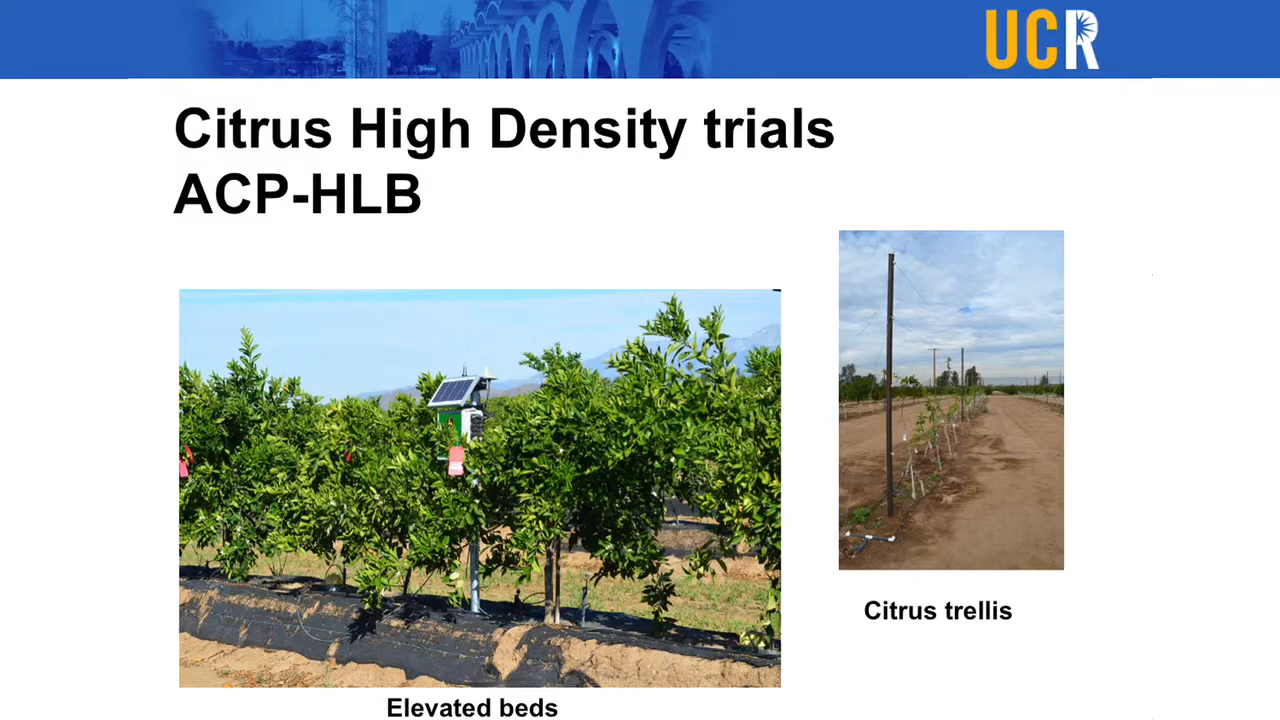 UCR
Citrus High Density trials
ACP-HLB
Citrus trellis
Elevated beds